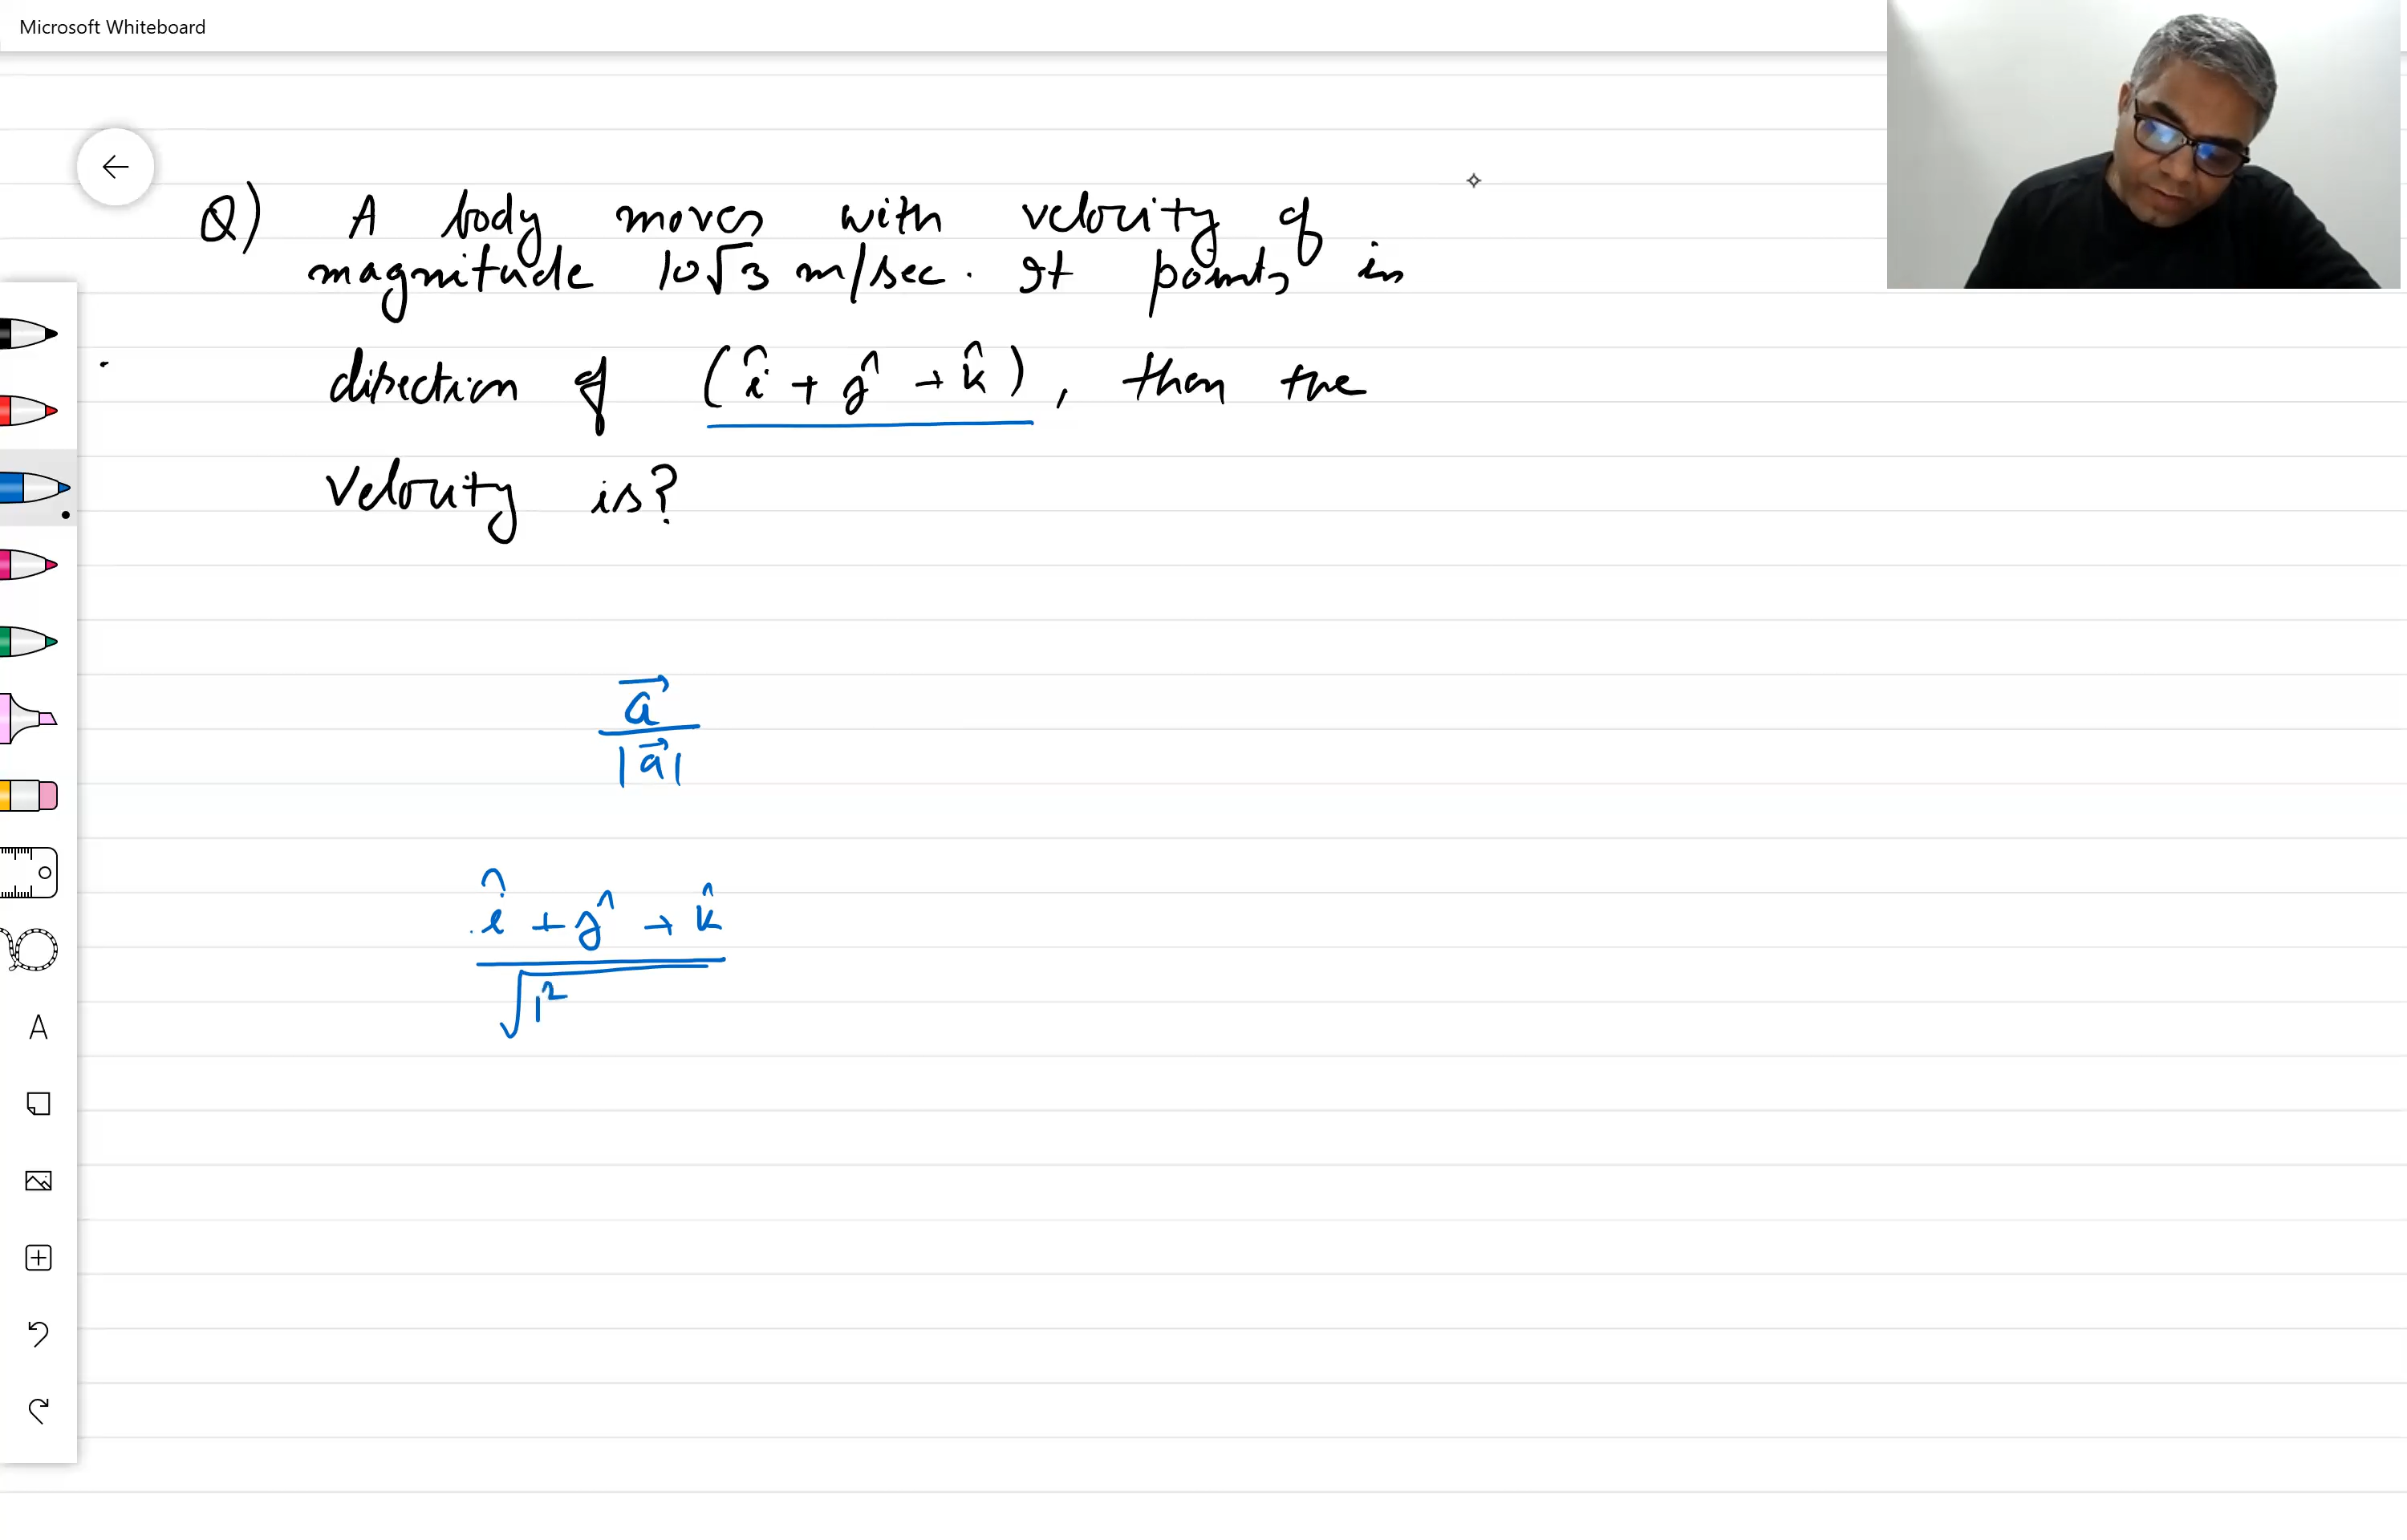 Microsoft Whiteboard
Q) A body moves with velocity of
magnitude 10√3 m/sec. It points in
direction of (î + ĵ + k̂), then the
velocity is?
a⃗
|a⃗|
î + ĵ + k̂
√1²
A